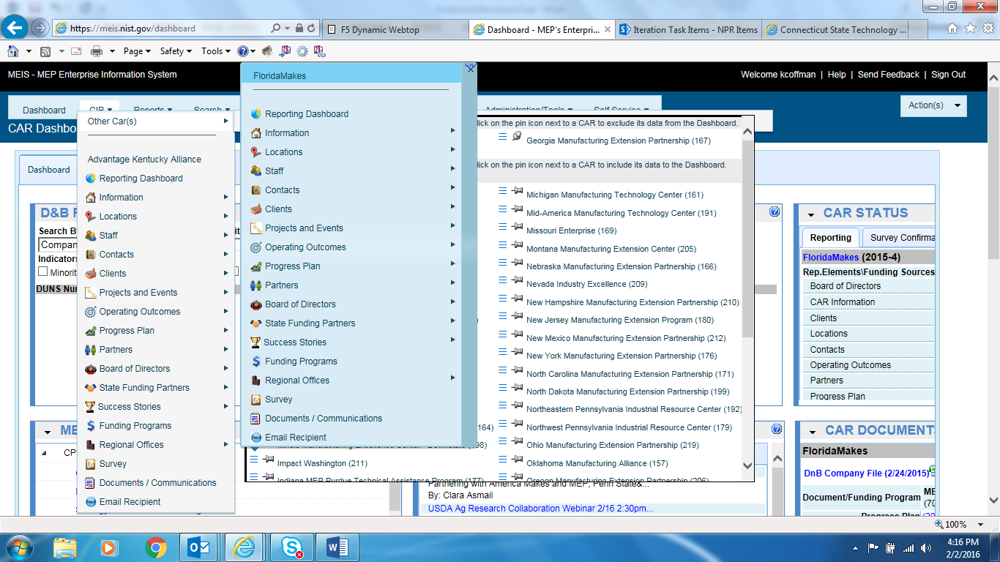 https://meis.nist.gov/dashboard
F5 Dynamic Webtop
Dashboard - MEP's Enterpri...
Iteration Task Items - NPR Items
Connecticut State Technology ...
Page
Safety
Tools
MEIS - MEP Enterprise Information System
Welcome kcoffman | Help | Send Feedback | Sign Out
Dashboard
CIR
Reports
Search
Administration/Tools
Self Service
Action(s)
CAR Dashbo
Dashboard
Other Car(s)
Advantage Kentucky Alliance
Reporting Dashboard
Information
Locations
Staff
Contacts
Clients
Projects and Events
Operating Outcomes
Progress Plan
Partners
Board of Directors
State Funding Partners
Success Stories
Funding Programs
Regional Offices
Survey
Documents / Communications
Email Recipient
FloridaMakes
Reporting Dashboard
Information
Locations
Staff
Contacts
Clients
Projects and Events
Operating Outcomes
Progress Plan
Partners
Board of Directors
State Funding Partners
Success Stories
Funding Programs
Regional Offices
Survey
Documents / Communications
Email Recipient
lick on the pin icon next to a CAR to exclude its data from the Dashboard.
Georgia Manufacturing Extension Partnership (167)
lick on the pin icon next to a CAR to include its data to the Dashboard.
Michigan Manufacturing Technology Center (161)
Mid-America Manufacturing Technology Center (191)
Missouri Enterprise (169)
Montana Manufacturing Extension Center (205)
Nebraska Manufacturing Extension Partnership (166)
Nevada Industry Excellence (209)
New Hampshire Manufacturing Extension Partnership (210)
New Jersey Manufacturing Extension Program (180)
New Mexico Manufacturing Extension Partnership (212)
New York Manufacturing Extension Partnership (176)
North Carolina Manufacturing Extension Partnership (171)
North Dakota Manufacturing Extension Partnership (199)
Northeastern Pennsylvania Industrial Resource Center (192)
Northwest Pennsylvania Industrial Resource Center (179)
Ohio Manufacturing Extension Partnership (219)
Oklahoma Manufacturing Alliance (157)
Oregon Manufacturing Extension Partnership (206)
164)
Impact Washington (211)
Indiana MEP Purdue Technical Assistance Program (177)
D&B
Search By
Compan
Indicators
Minorit
DUNS Nu
ME
Partnering with America Makes and MEP, Penn State&...
By: Clara Asmail
USDA Ag Research Collaboration Webinar 2/16 2:30pm...
CAR STATUS
Reporting
Survey Confirma
FloridaMakes (2015-4)
Rep.Elements\Funding Sources
Board of Directors
CAR Information
Clients
Locations
Contacts
Operating Outcomes
Partners
Progress Plan
CAR DOCUMENTS
FloridaMakes
DnB Company File (2/24/2015)
Document/Funding Program
ME
(70
Progress Plan
100%
4:16 PM
2/2/2016